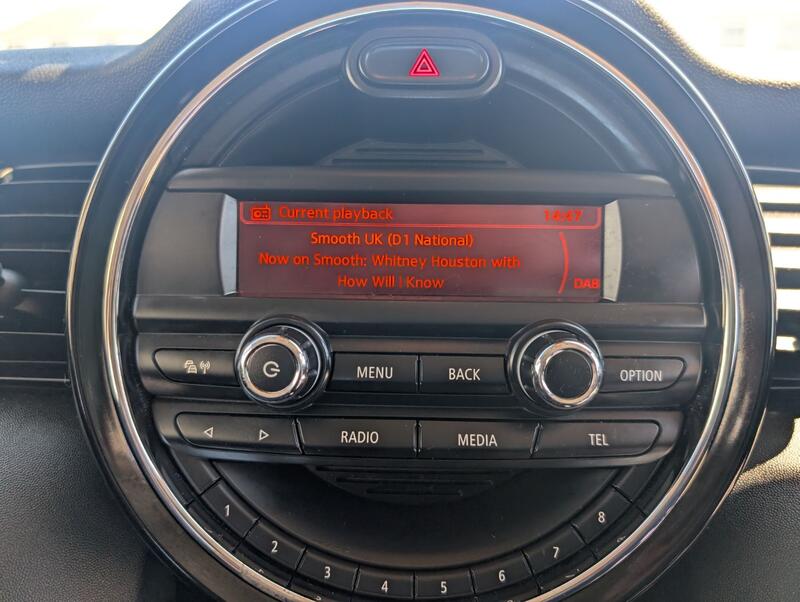 Current playback 14:47
Smooth UK (D1 National)
Now on Smooth: Whitney Houston with
How Will I Know
DAB
MENU BACK OPTION
RADIO MEDIA TEL
1 2 3 4 5 6 7 8